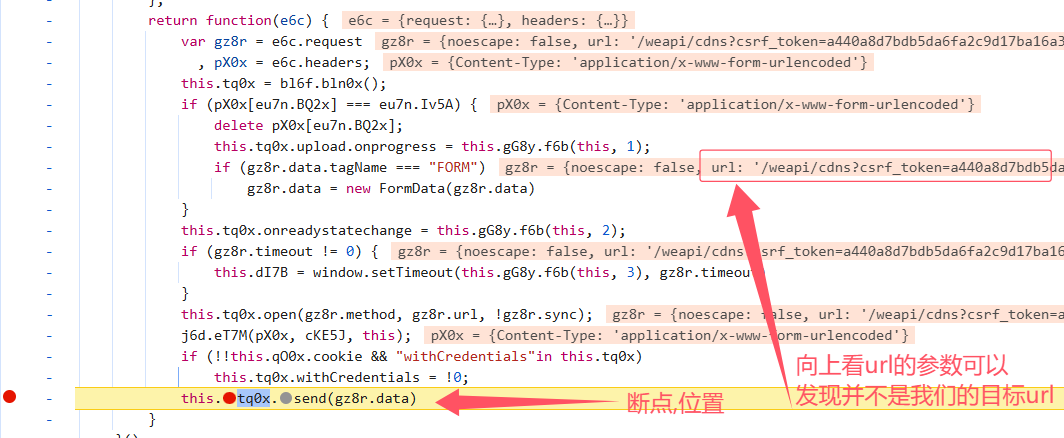 };
return function(e6c) { e6c = {request: {…}, headers: {…}}
var gz8r = e6c.request gz8r = {noescape: false, url: '/weapi/cdns?csrf_token=a440a8d7bdb5da6fa2c9d17ba16a3
, pX0x = e6c.headers; pX0x = {Content-Type: 'application/x-www-form-urlencoded'}
this.tq0x = bl6f.bln0x();
if (pX0x[eu7n.BQ2x] === eu7n.Iv5A) { pX0x = {Content-Type: 'application/x-www-form-urlencoded'}
delete pX0x[eu7n.BQ2x];
this.tq0x.upload.onprogress = this.gG8y.f6b(this, 1);
if (gz8r.data.tagName === "FORM") gz8r = {noescape: false, url: '/weapi/cdns?csrf_token=a440a8d7bdb5da
gz8r.data = new FormData(gz8r.data)
}
this.tq0x.onreadystatechange = this.gG8y.f6b(this, 2);
if (gz8r.timeout != 0) { gz8r = {noescape: false, url: '/weapi/cdns?csrf_token=a440a8d7bdb5da6fa2c9d17ba16
this.dI7B = window.setTimeout(this.gG8y.f6b(this, 3), gz8r.timeout
}
this.tq0x.open(gz8r.method, gz8r.url, !gz8r.sync); gz8r = {noescape: false, url: '/weapi/cdns?csrf_token=a440a8d7bdb5
j6d.eT7M(pX0x, cKE5J, this); pX0x = {Content-Type: 'application/x-www-form-urlencoded'}
if (!!this.qO0x.cookie && "withCredentials"in this.tq0x)
this.tq0x.withCredentials = !0;
this.tq0x.send(gz8r.data)
}
}()
向上看url的参数可以
发现并不是我们的目标url
断点,位置